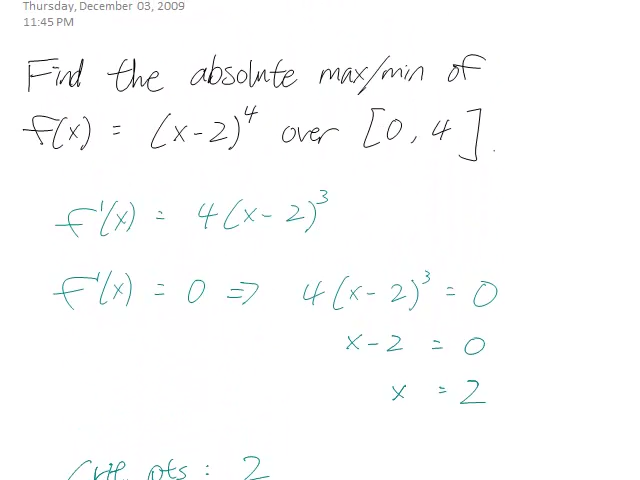 Thursday, December 03, 2009
11:45 PM
Find the absolute max/min of
f(x) = (x-2)^4 over [0, 4].
f'(x) = 4(x-2)^3
f'(x) = 0 => 4(x-2)^3 = 0
x-2 = 0
x = 2
Crit. pts: 2